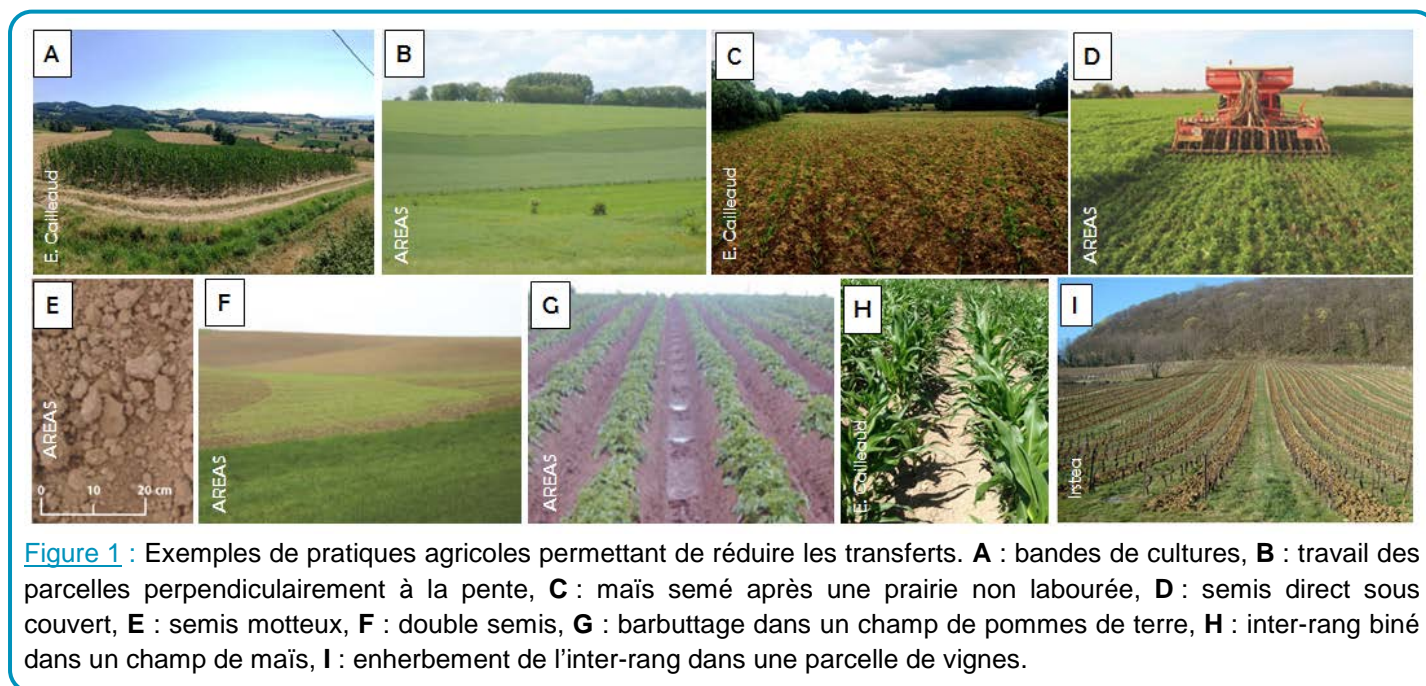 A
B
C
D
E. Cailleaud
AREAS
E. Cailleaud
AREAS
E
F
G
H
I
AREAS
0 10 20 cm
AREAS
AREAS
E. Cailleaud
Irstea
Figure 1 : Exemples de pratiques agricoles permettant de réduire les transferts. A : bandes de cultures, B : travail des
parcelles perpendiculairement à la pente, C : maïs semé après une prairie non labourée, D : semis direct sous
couvert, E : semis motteux, F : double semis, G : barbuttage dans un champ de pommes de terre, H : inter-rang biné
dans un champ de maïs, I : enherbement de l'inter-rang dans une parcelle de vignes.